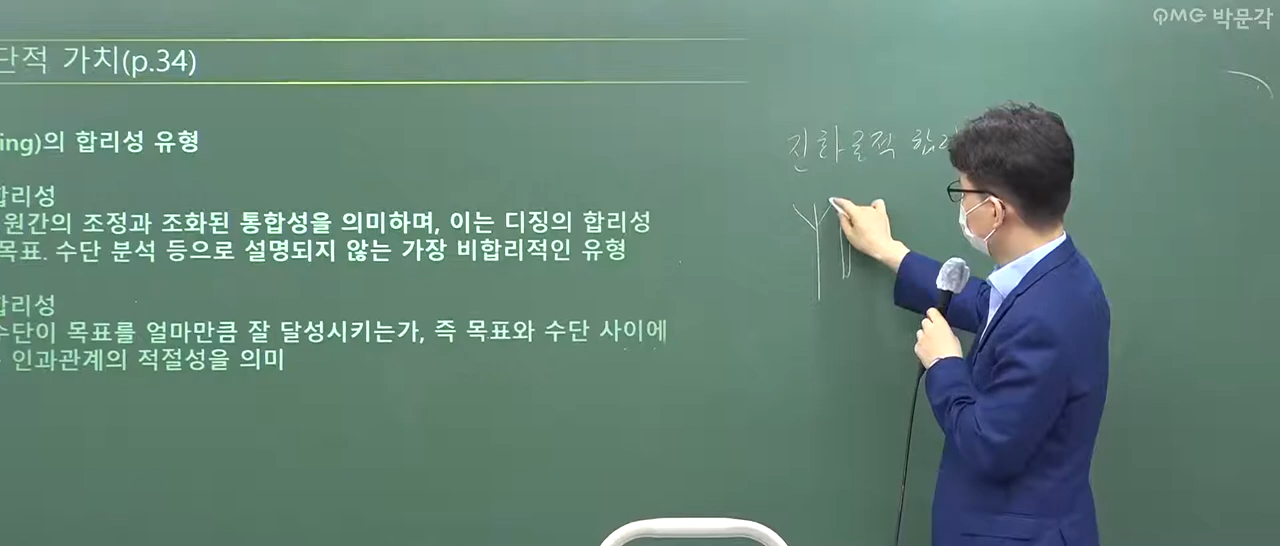 PMG 박문각
단적 가치(p.34)
ing)의 합리성 유형
합리성
원간의 조정과 조화된 통합성을 의미하며, 이는 디징의 합리성
목표. 수단 분석 등으로 설명되지 않는 가장 비합리적인 유형
합리성
수단이 목표를 얼마만큼 잘 달성시키는가, 즉 목표와 수단 사이에
인과관계의 적절성을 의미
진화론적 합리